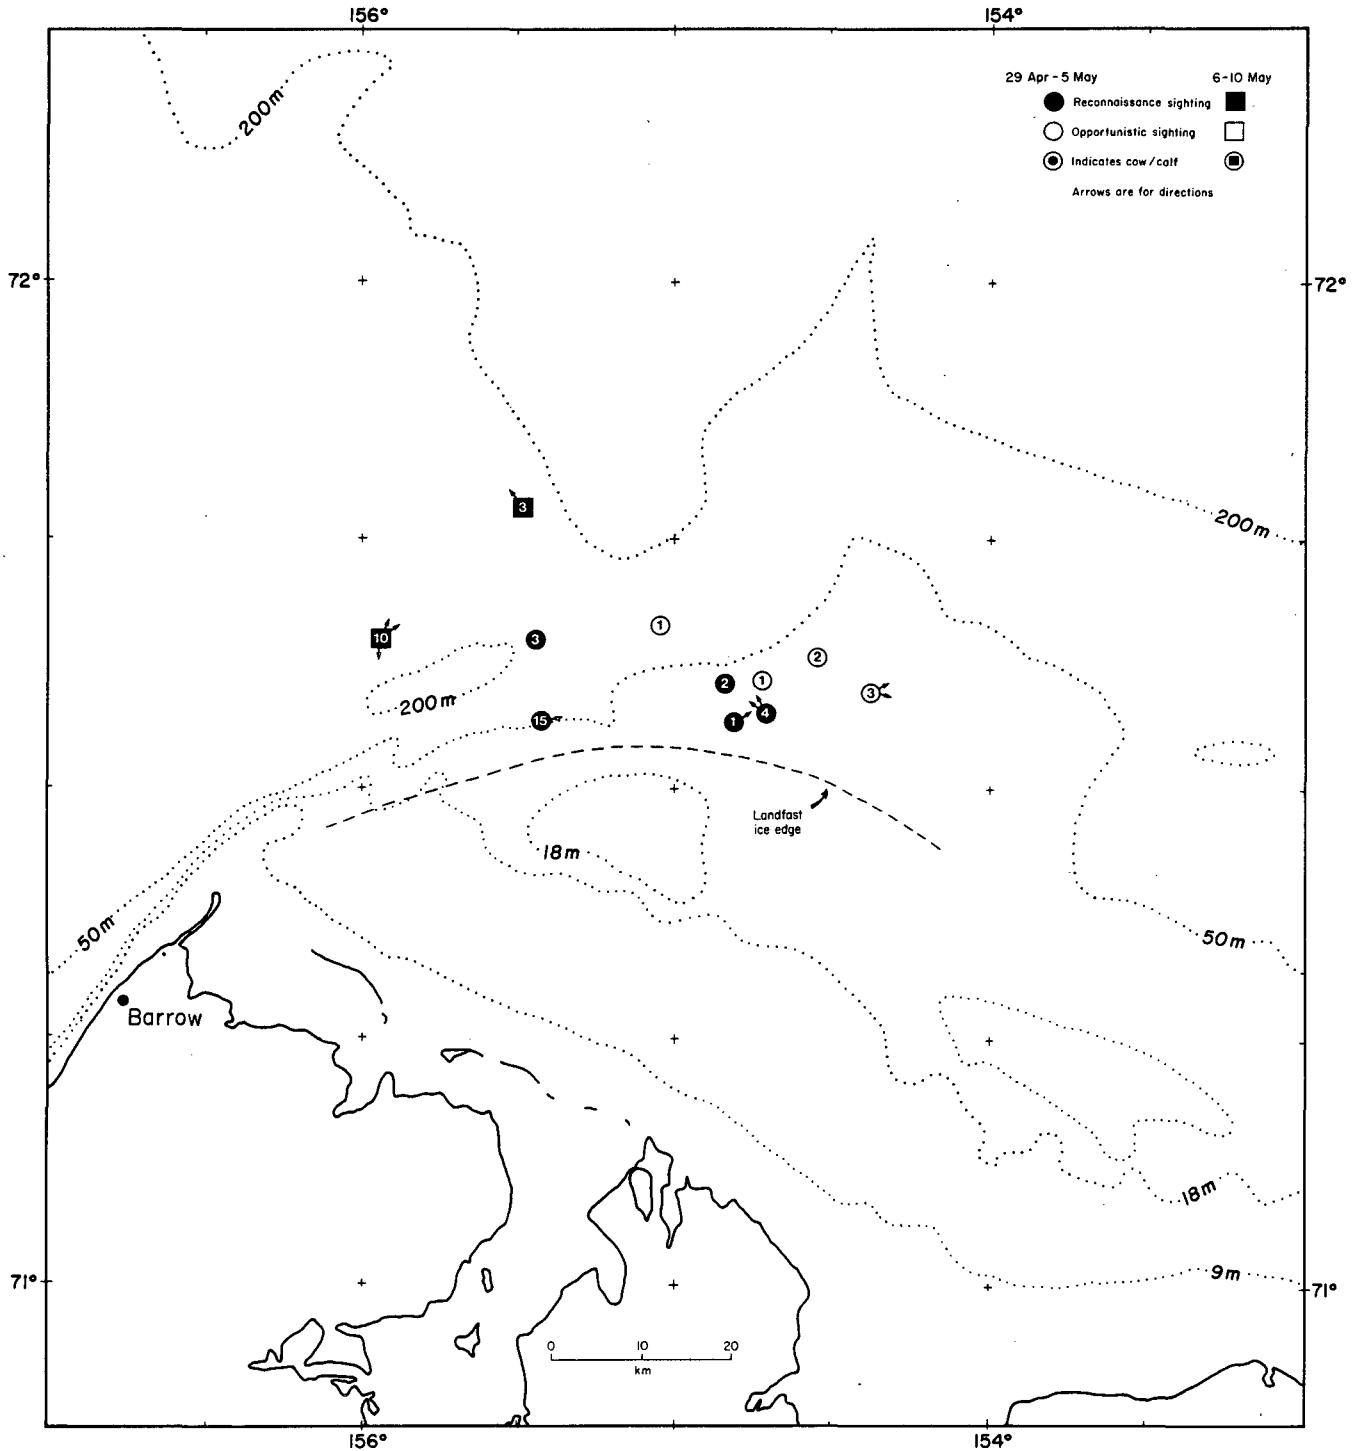 156°
154°
29 Apr - 5 May
6-10 May
Reconnaissance sighting
Opportunistic sighting
Indicates cow/calf
Arrows are for directions
200m
72°
72°
200m
3
10
3
1
2
2
1
3
200m
15
1
4
Landfast
ice edge
18m
50m
50m
Barrow
18m
9m
71°
71°
0 10 20
km
156°
154°